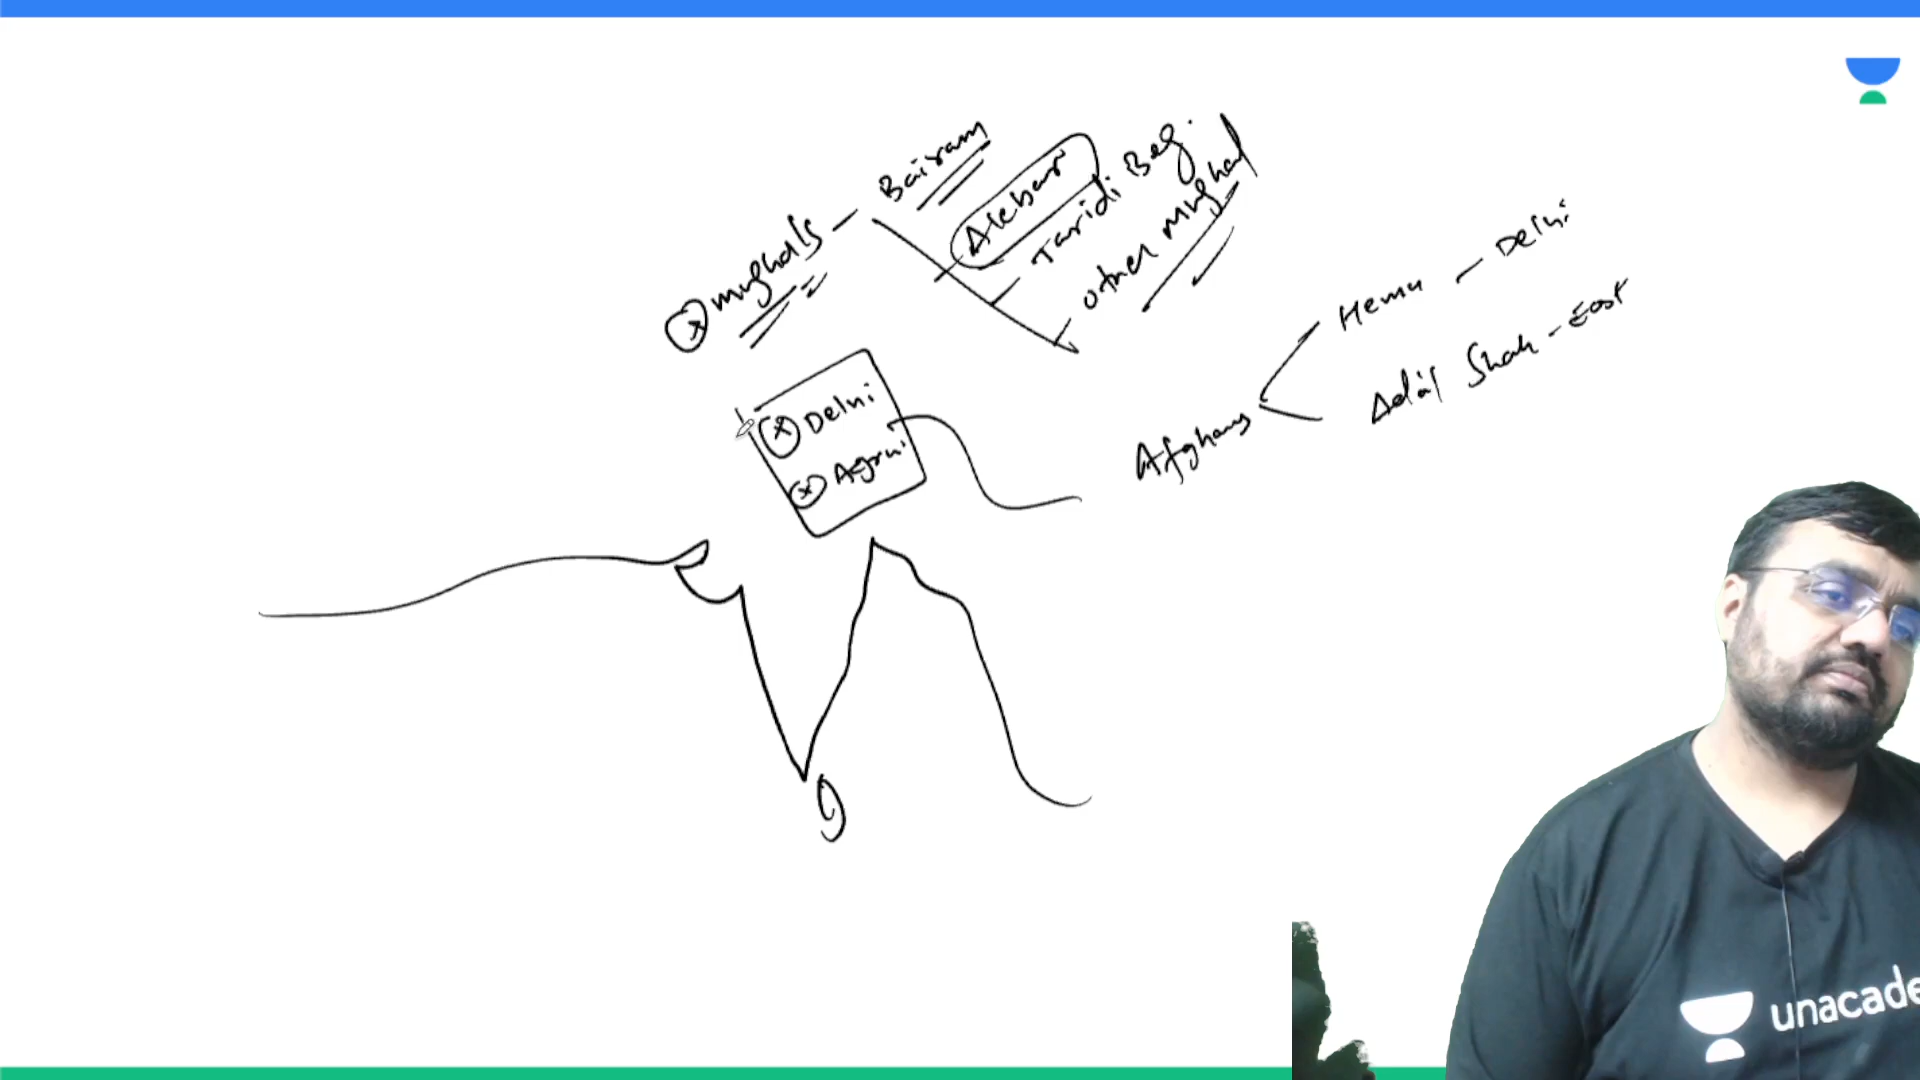 Bairam
Akbar
Taridi Beg.
other Mughal
Mughals
Hemu - Delhi
Adil Shah - East
Afghans
Delhi
Agra
unacade